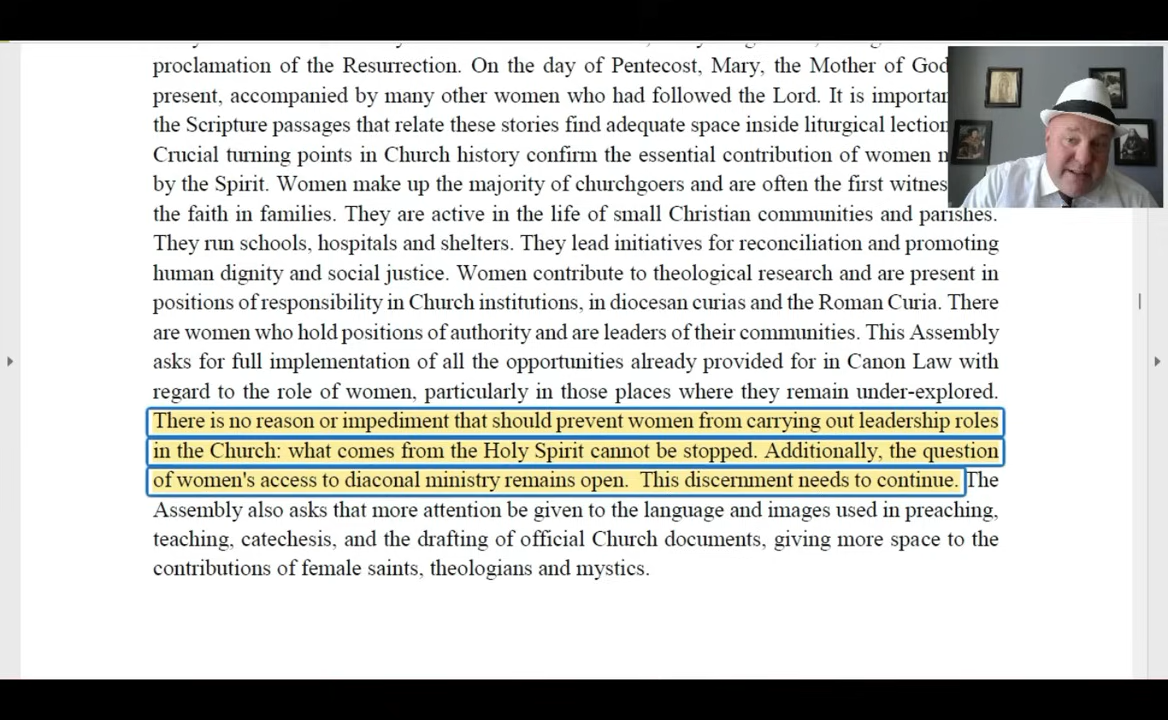 proclamation of the Resurrection. On the day of Pentecost, Mary, the Mother of God
present, accompanied by many other women who had followed the Lord. It is
the Scripture passages that relate these stories find adequate space inside liturgical
Crucial turning points in Church history confirm the essential contribution of women
by the Spirit. Women make up the majority of churchgoers and are often the first
the faith in families. They are active in the life of small Christian communities and parishes.
They run schools, hospitals and shelters. They lead initiatives for reconciliation and promoting
human dignity and social justice. Women contribute to theological research and are present in
positions of responsibility in Church institutions, in diocesan curias and the Roman Curia. There
are women who hold positions of authority and are leaders of their communities. This Assembly
asks for full implementation of all the opportunities already provided for in Canon Law with
regard to the role of women, particularly in those places where they remain under-explored.
There is no reason or impediment that should prevent women from carrying out leadership roles
in the Church: what comes from the Holy Spirit cannot be stopped. Additionally, the question
of women's access to diaconal ministry remains open. This discernment needs to continue. The
Assembly also asks that more attention be given to the language and images used in preaching,
teaching, catechesis, and the drafting of official Church documents, giving more space to the
contributions of female saints, theologians and mystics.